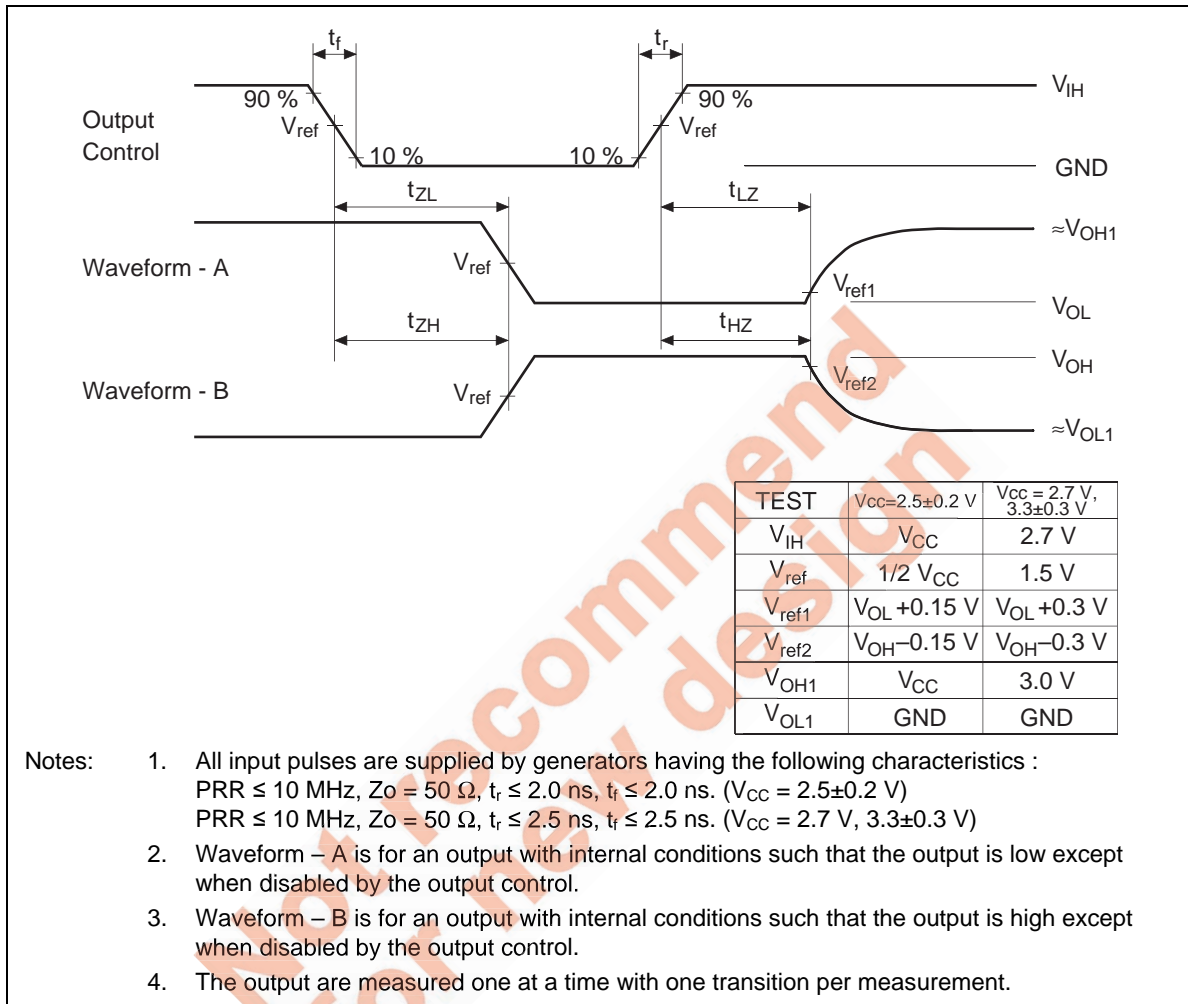 tf
tr
90 %
90 %
VIH
Output
Control
Vref
Vref
10 %
10 %
GND
tZL
tLZ
≈VOH1
Waveform - A
Vref
Vref1
VOL
tZH
tHZ
VOH
Waveform - B
Vref
Vref2
≈VOL1
TEST Vcc=2.5±0.2 V Vcc = 2.7 V, 3.3±0.3 V
VIH VCC 2.7 V
Vref 1/2 VCC 1.5 V
Vref1 VOL +0.15 V VOL +0.3 V
Vref2 VOH–0.15 V VOH–0.3 V
VOH1 VCC 3.0 V
VOL1 GND GND
Notes: 1. All input pulses are supplied by generators having the following characteristics :
PRR ≤ 10 MHz, Zo = 50 Ω, tr ≤ 2.0 ns, tf ≤ 2.0 ns. (VCC = 2.5±0.2 V)
PRR ≤ 10 MHz, Zo = 50 Ω, tr ≤ 2.5 ns, tf ≤ 2.5 ns. (VCC = 2.7 V, 3.3±0.3 V)
2. Waveform – A is for an output with internal conditions such that the output is low except
when disabled by the output control.
3. Waveform – B is for an output with internal conditions such that the output is high except
when disabled by the output control.
4. The output are measured one at a time with one transition per measurement.
Not recommend
for new design